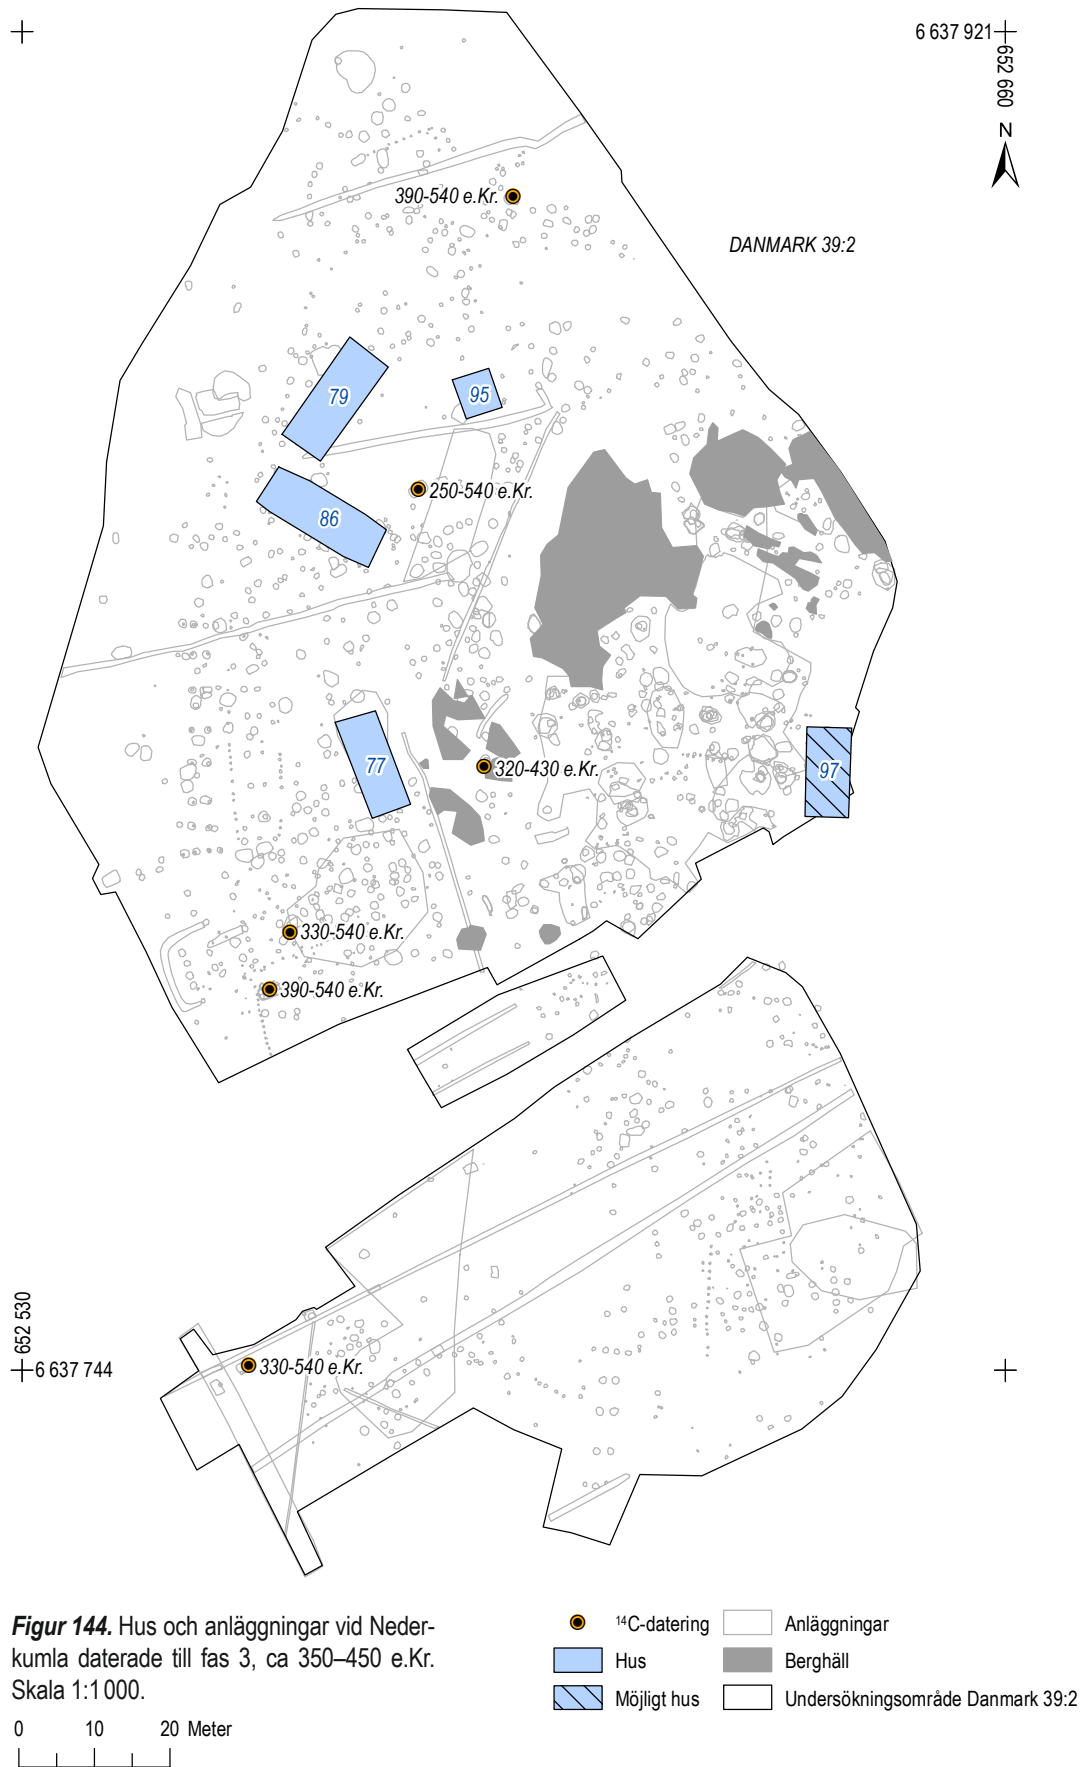 6 637 921
652 660
N
390-540 e.Kr.
DANMARK 39:2
79
95
250-540 e.Kr.
86
77
320-430 e.Kr.
97
330-540 e.Kr.
390-540 e.Kr.
652 530
6 637 744
330-540 e.Kr.
Figur 144. Hus och anläggningar vid Neder-
kumla daterade till fas 3, ca 350–450 e.Kr.
Skala 1:1 000.
0 10 20 Meter
¹⁴C-datering
Hus
Möjligt hus
Anläggningar
Berghäll
Undersökningsområde Danmark 39:2